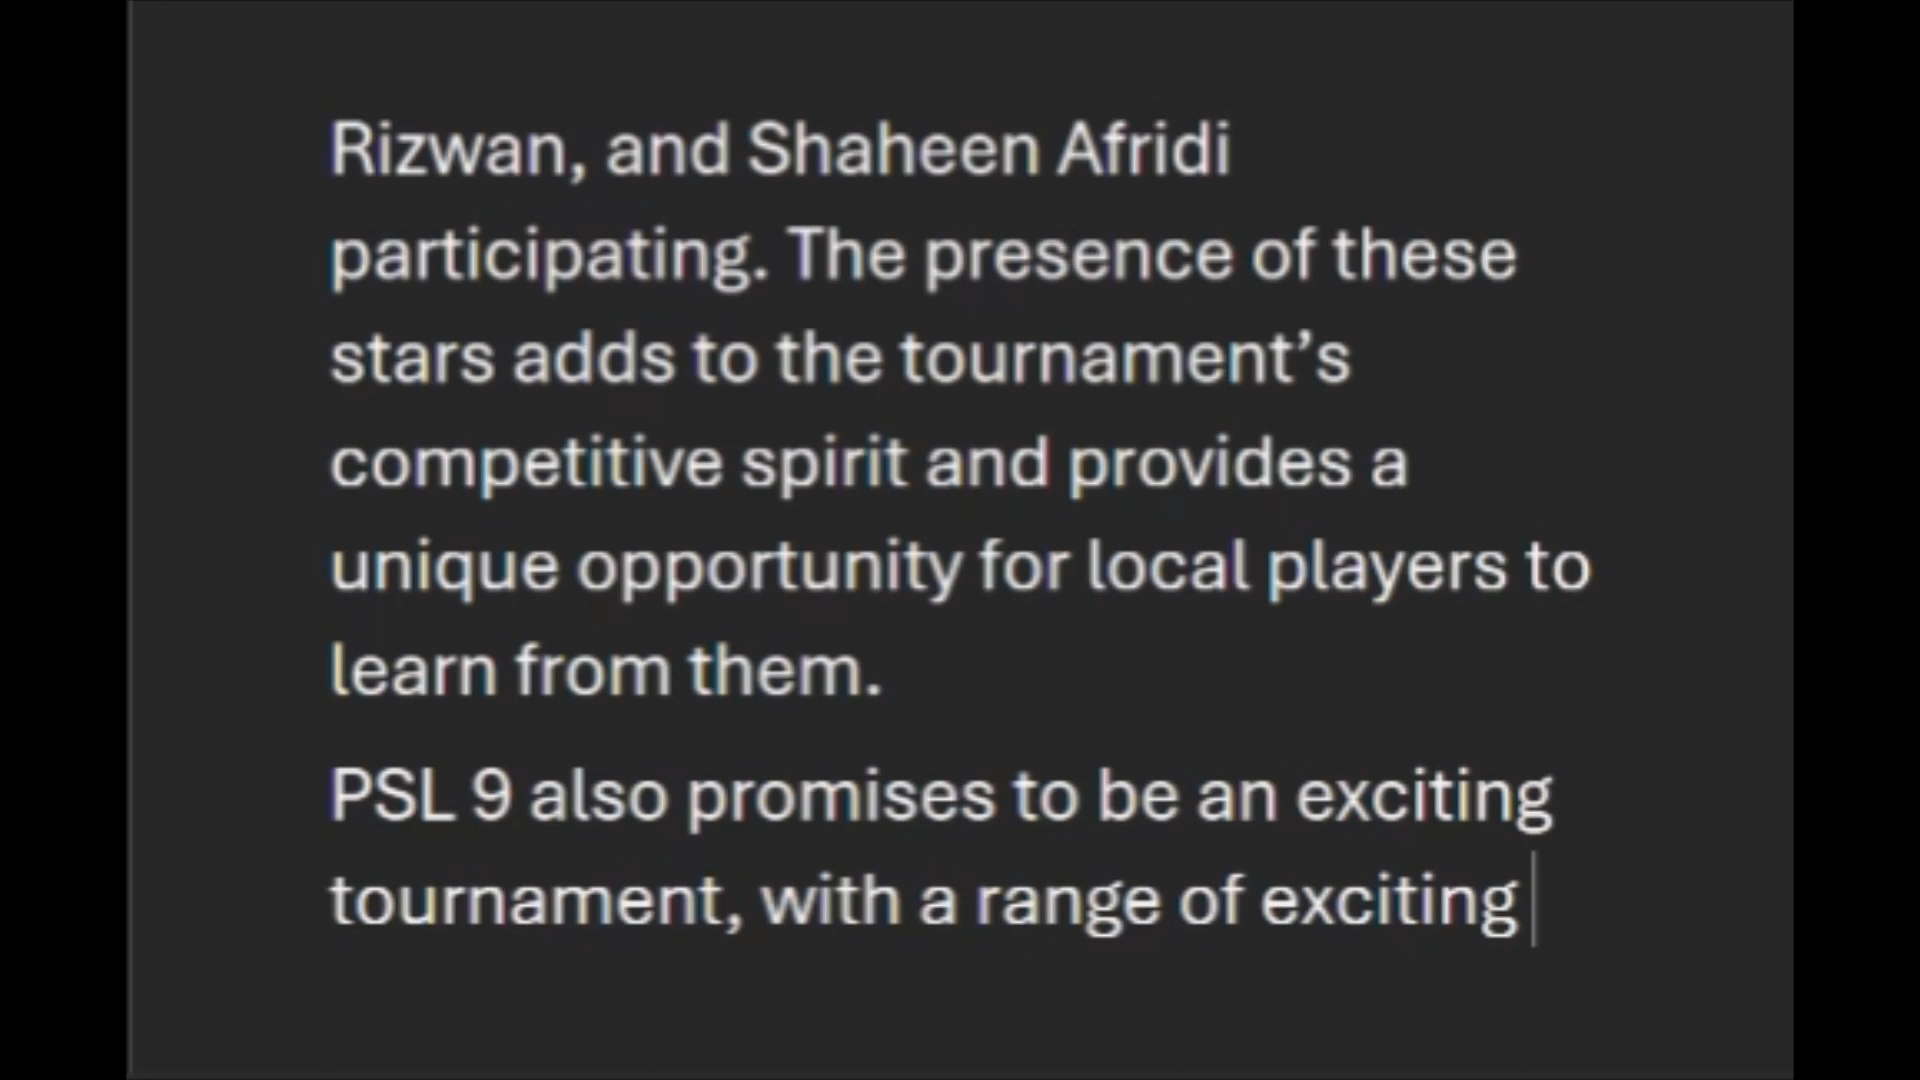 Rizwan, and Shaheen Afridi
participating. The presence of these
stars adds to the tournament’s
competitive spirit and provides a
unique opportunity for local players to
learn from them.
PSL 9 also promises to be an exciting
tournament, with a range of exciting